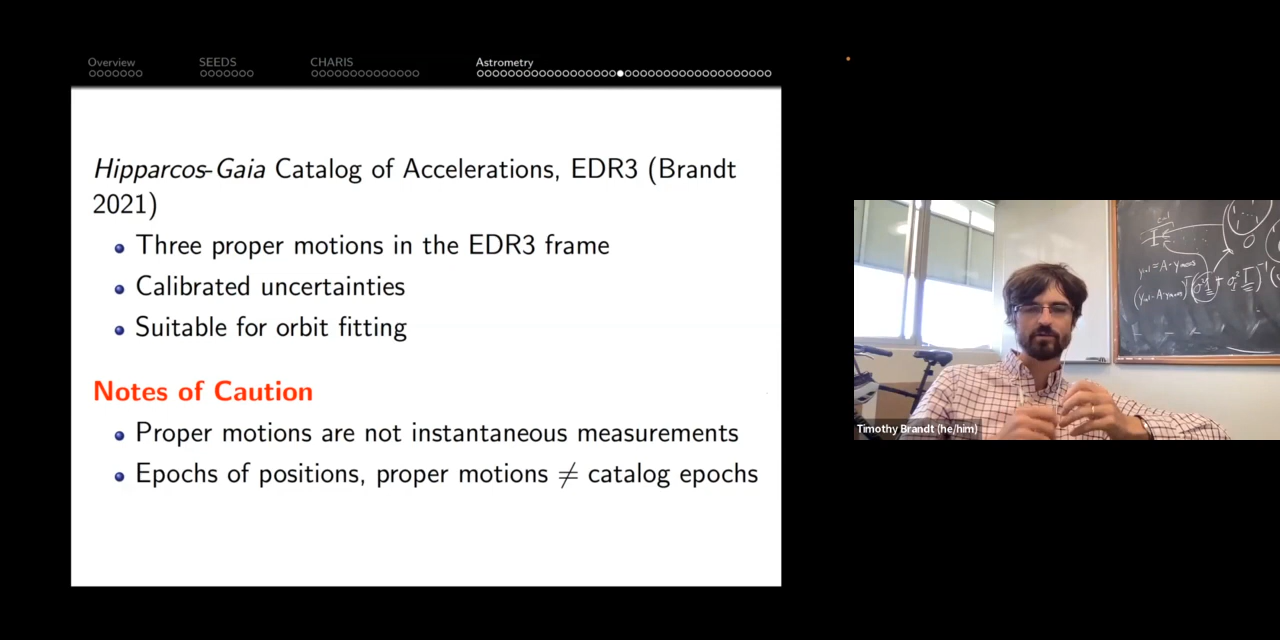 Overview SEEDS CHARIS Astrometry
Hipparcos-Gaia Catalog of Accelerations, EDR3 (Brandt
2021)
Three proper motions in the EDR3 frame
Calibrated uncertainties
Suitable for orbit fitting
Notes of Caution
Proper motions are not instantaneous measurements
Epochs of positions, proper motions ≠ catalog epochs
Timothy Brandt (he/him)